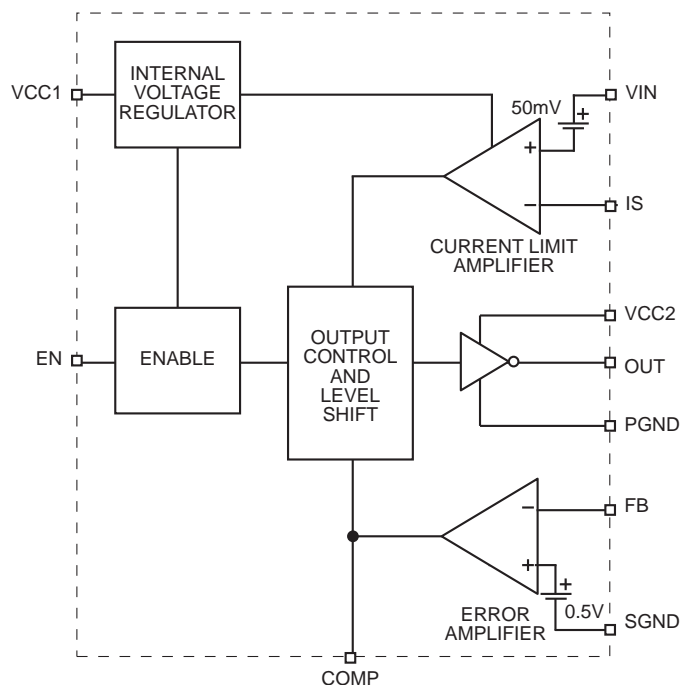 INTERNAL
VOLTAGE
REGULATOR
VCC1
50mV
+
VIN
+
−
IS
CURRENT LIMIT
AMPLIFIER
EN
ENABLE
OUTPUT
CONTROL
AND
LEVEL
SHIFT
VCC2
OUT
PGND
−
FB
+
+
0.5V
ERROR
AMPLIFIER
SGND
COMP